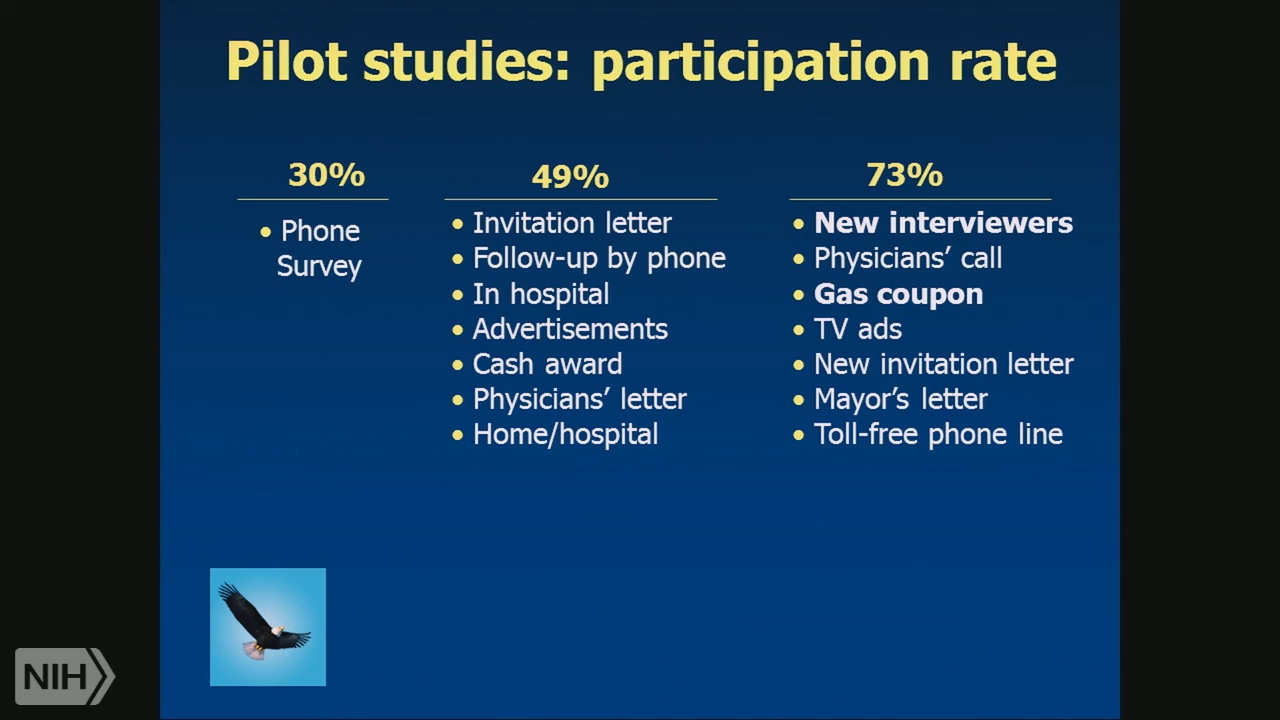 Pilot studies: participation rate
30%
• Phone
Survey
49%
• Invitation letter
• Follow-up by phone
• In hospital
• Advertisements
• Cash award
• Physicians’ letter
• Home/hospital
73%
• New interviewers
• Physicians’ call
• Gas coupon
• TV ads
• New invitation letter
• Mayor’s letter
• Toll-free phone line
NIH